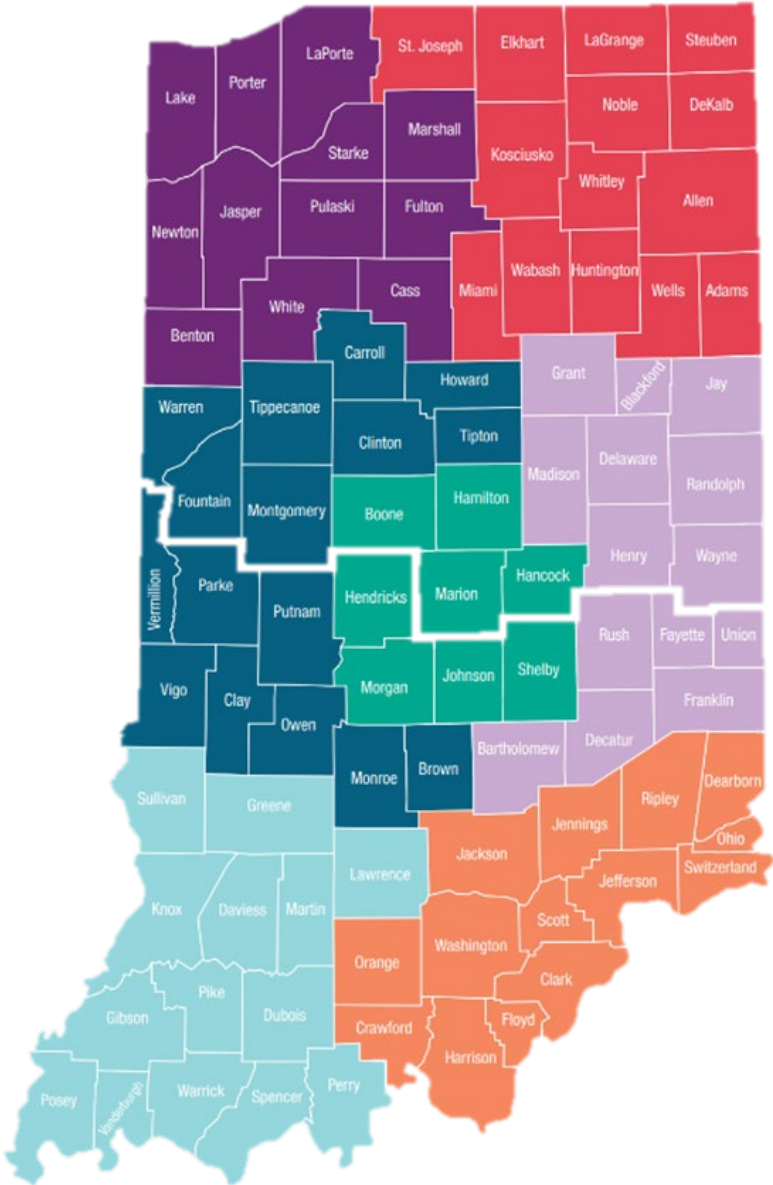 St. Joseph
Elkhart
LaGrange
Steuben
LaPorte
Porter
Lake
Noble
DeKalb
Marshall
Starke
Kosciusko
Whitley
Allen
Newton
Jasper
Pulaski
Fulton
Miami
Wabash
Huntington
Wells
Adams
White
Cass
Benton
Carroll
Howard
Grant
Blackford
Jay
Warren
Tippecanoe
Clinton
Tipton
Madison
Delaware
Randolph
Fountain
Montgomery
Boone
Hamilton
Henry
Wayne
Vermillion
Parke
Putnam
Hendricks
Marion
Hancock
Rush
Fayette
Union
Vigo
Clay
Owen
Morgan
Johnson
Shelby
Franklin
Monroe
Brown
Bartholomew
Decatur
Sullivan
Greene
Jackson
Jennings
Ripley
Dearborn
Ohio
Switzerland
Lawrence
Jefferson
Knox
Daviess
Martin
Scott
Washington
Orange
Clark
Gibson
Pike
Dubois
Crawford
Harrison
Floyd
Posey
Vanderburgh
Warrick
Spencer
Perry